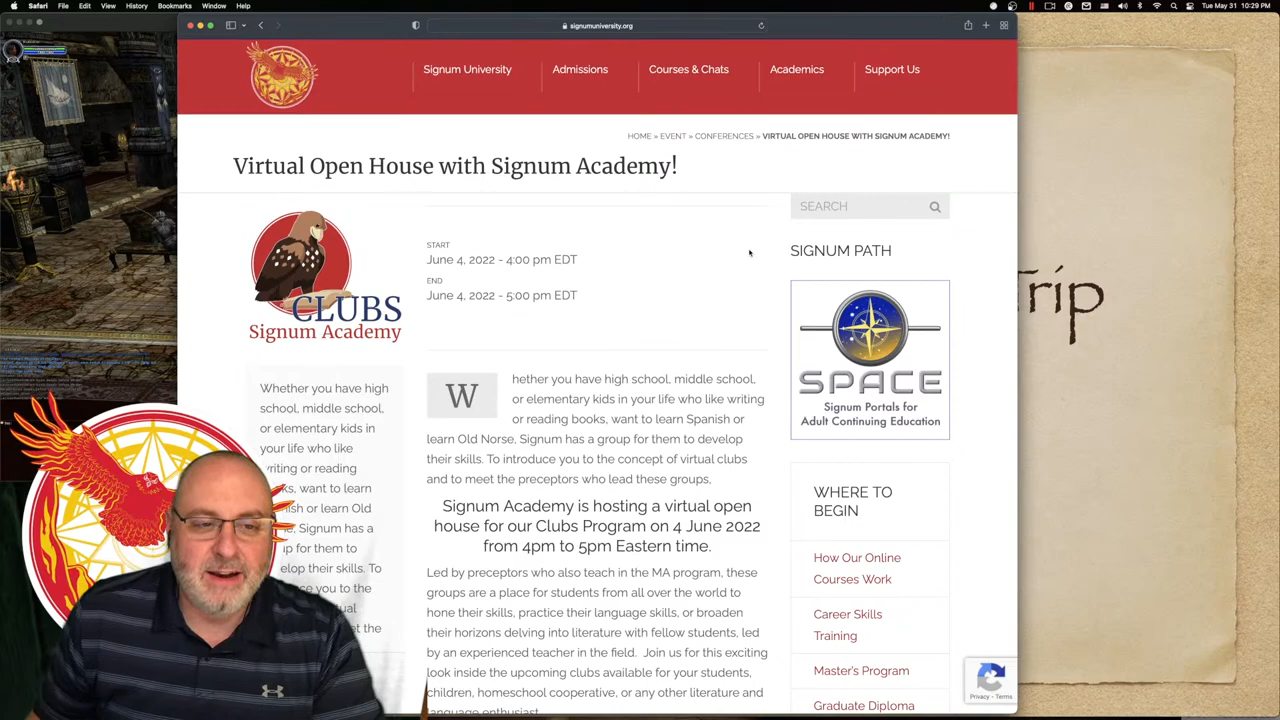 Safari File Edit View History Bookmarks Window Help
Tue May 31 10:29 PM
signumuniversity.org
Signum University
Admissions
Courses & Chats
Academics
Support Us
HOME » EVENT » CONFERENCES » VIRTUAL OPEN HOUSE WITH SIGNUM ACADEMY!
Virtual Open House with Signum Academy!
CLUBS
Signum Academy
Whether you have high
school, middle school,
or elementary kids in
your life who like
writing or reading
want to learn
or learn Old
Signum has a
for them to
skills. To
you to the
the
START
June 4, 2022 - 4:00 pm EDT
END
June 4, 2022 - 5:00 pm EDT
Whether you have high school, middle school,
or elementary kids in your life who like writing
or reading books, want to learn Spanish or
learn Old Norse, Signum has a group for them to develop
their skills. To introduce you to the concept of virtual clubs
and to meet the preceptors who lead these groups,
Signum Academy is hosting a virtual open
house for our Clubs Program on 4 June 2022
from 4pm to 5pm Eastern time.
Led by preceptors who also teach in the MA program, these
groups are a place for students from all over the world to
hone their skills, practice their language skills, or broaden
their horizons delving into literature with fellow students, led
by an experienced teacher in the field. Join us for this exciting
look inside the upcoming clubs available for your students,
children, homeschool cooperative, or any other literature and
language enthusiast.
SEARCH
SIGNUM PATH
SPACE
Signum Portals for
Adult Continuing Education
WHERE TO
BEGIN
How Our Online
Courses Work
Career Skills
Training
Master's Program
Graduate Diploma
Privacy - Terms
Trip